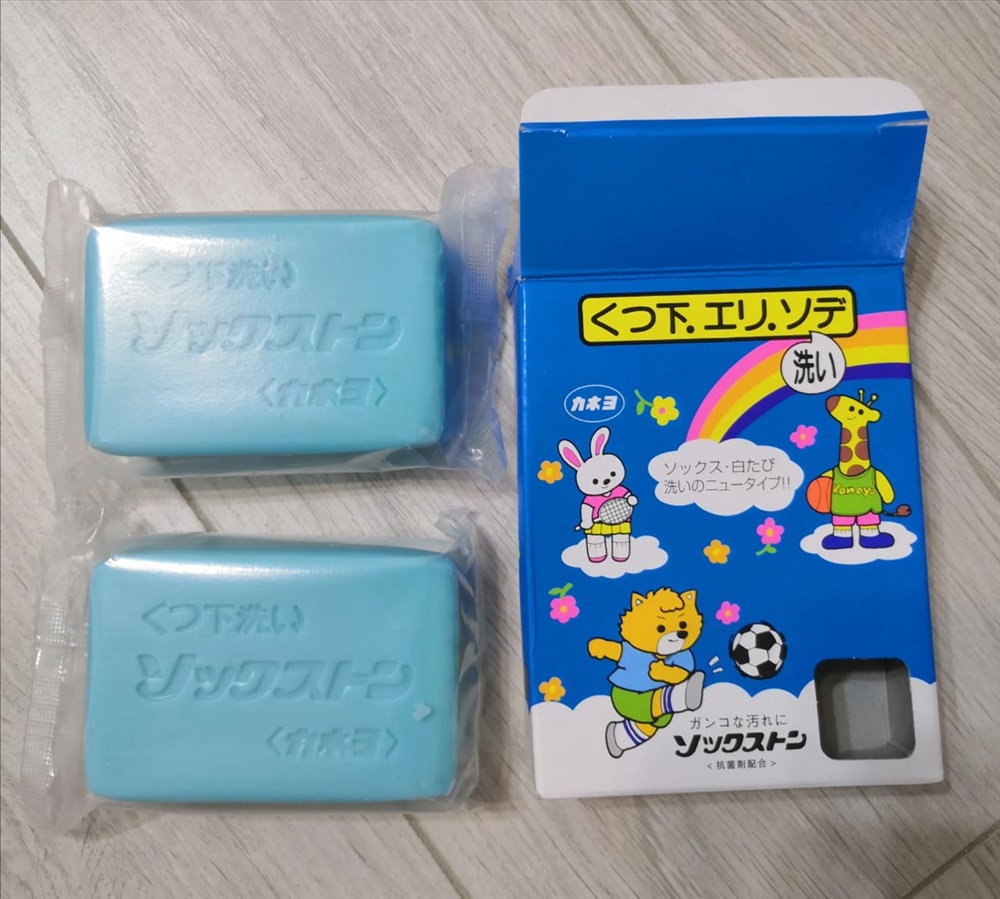 くつ下洗い
ソックストン
〈カネヨ〉
くつ下洗い
ソックストン
〈カネヨ〉
くつ下.エリ.ソデ
洗い
カネヨ
ソックス・白たび
洗いのニュータイプ!!
Kaneyo
ガンコな汚れに
ソックストン
<抗菌剤配合>